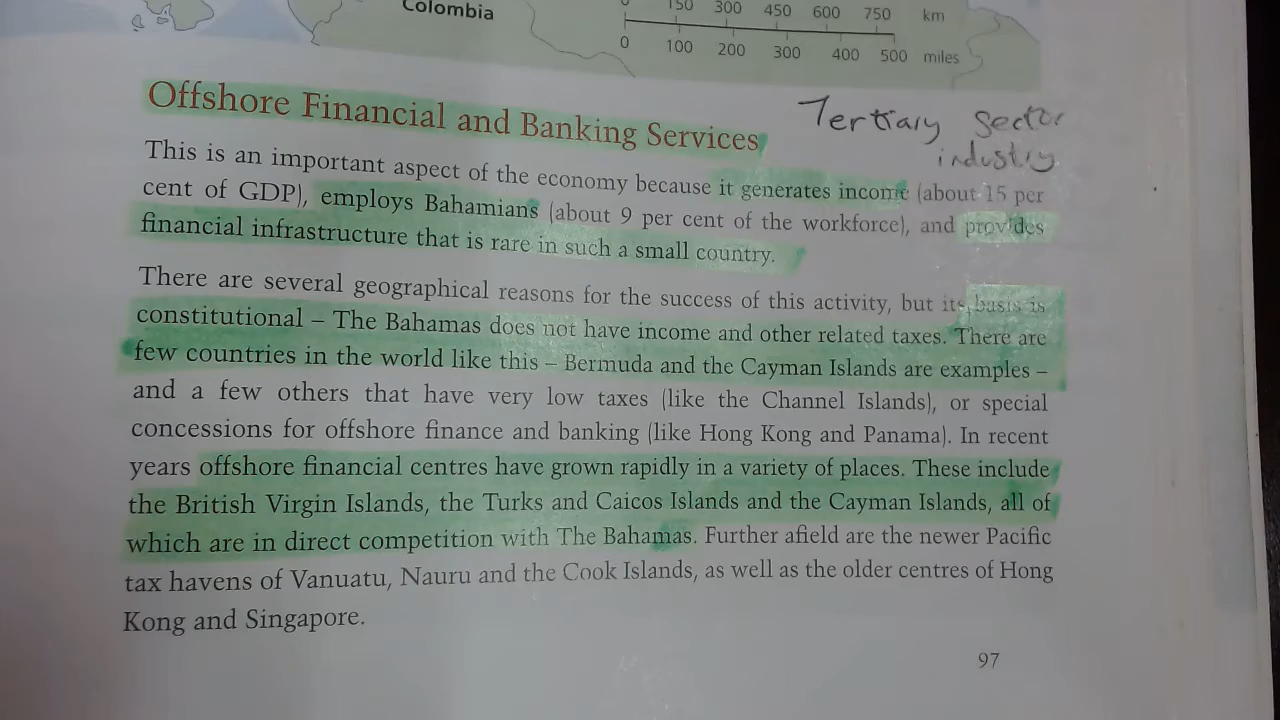 Colombia
0 150 300 450 600 750 km
0 100 200 300 400 500 miles
Offshore Financial and Banking Services
Tertiary sector
industry
This is an important aspect of the economy because it generates income (about 15 per
cent of GDP), employs Bahamians (about 9 per cent of the workforce), and provides
financial infrastructure that is rare in such a small country.
There are several geographical reasons for the success of this activity, but its basis is
constitutional – The Bahamas does not have income and other related taxes. There are
few countries in the world like this – Bermuda and the Cayman Islands are examples –
and a few others that have very low taxes (like the Channel Islands), or special
concessions for offshore finance and banking (like Hong Kong and Panama). In recent
years offshore financial centres have grown rapidly in a variety of places. These include
the British Virgin Islands, the Turks and Caicos Islands and the Cayman Islands, all of
which are in direct competition with The Bahamas. Further afield are the newer Pacific
tax havens of Vanuatu, Nauru and the Cook Islands, as well as the older centres of Hong
Kong and Singapore.
97